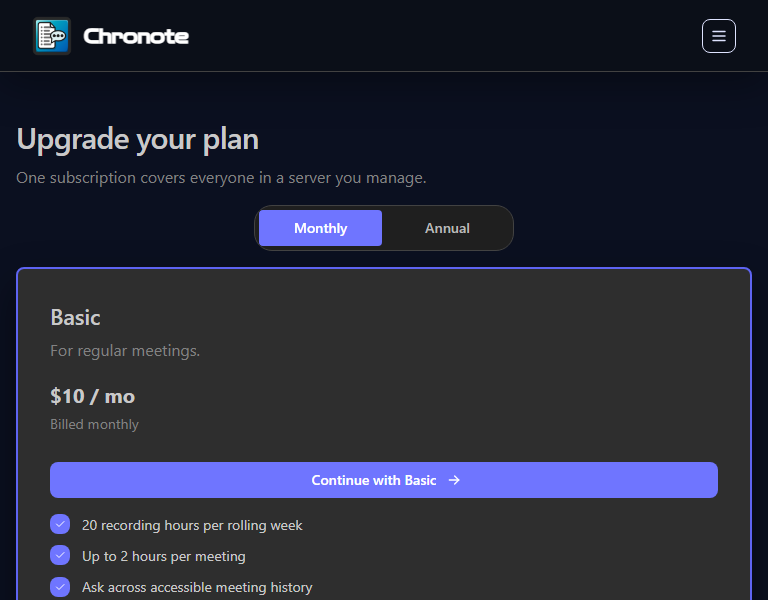 Chronote
Upgrade your plan
One subscription covers everyone in a server you manage.
Monthly
Annual
Basic
For regular meetings.
$10 / mo
Billed monthly
Continue with Basic →
20 recording hours per rolling week
Up to 2 hours per meeting
Ask across accessible meeting history